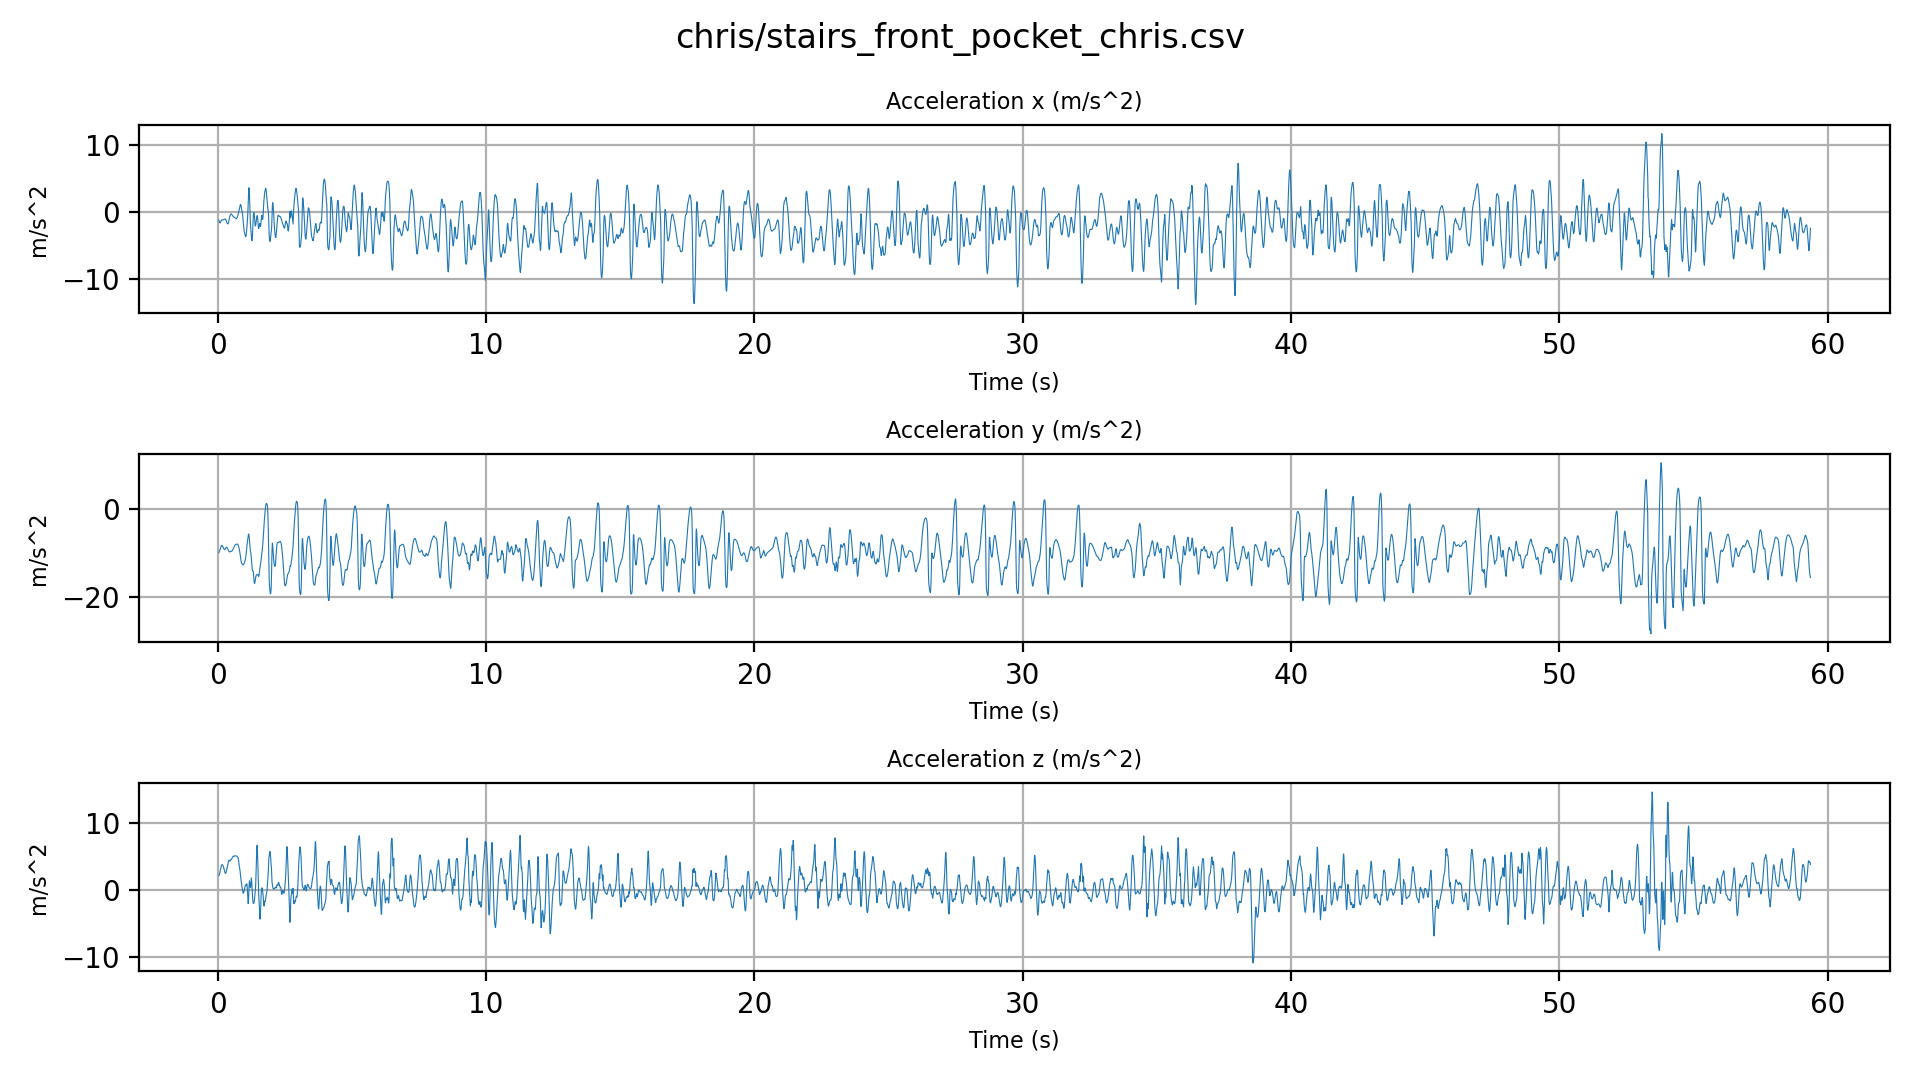 chris/stairs_front_pocket_chris.csv
Acceleration x (m/s^2)
m/s^2
10
0
−10
0 10 20 30 40 50 60
Time (s)
Acceleration y (m/s^2)
m/s^2
0
−20
0 10 20 30 40 50 60
Time (s)
Acceleration z (m/s^2)
m/s^2
10
0
−10
0 10 20 30 40 50 60
Time (s)